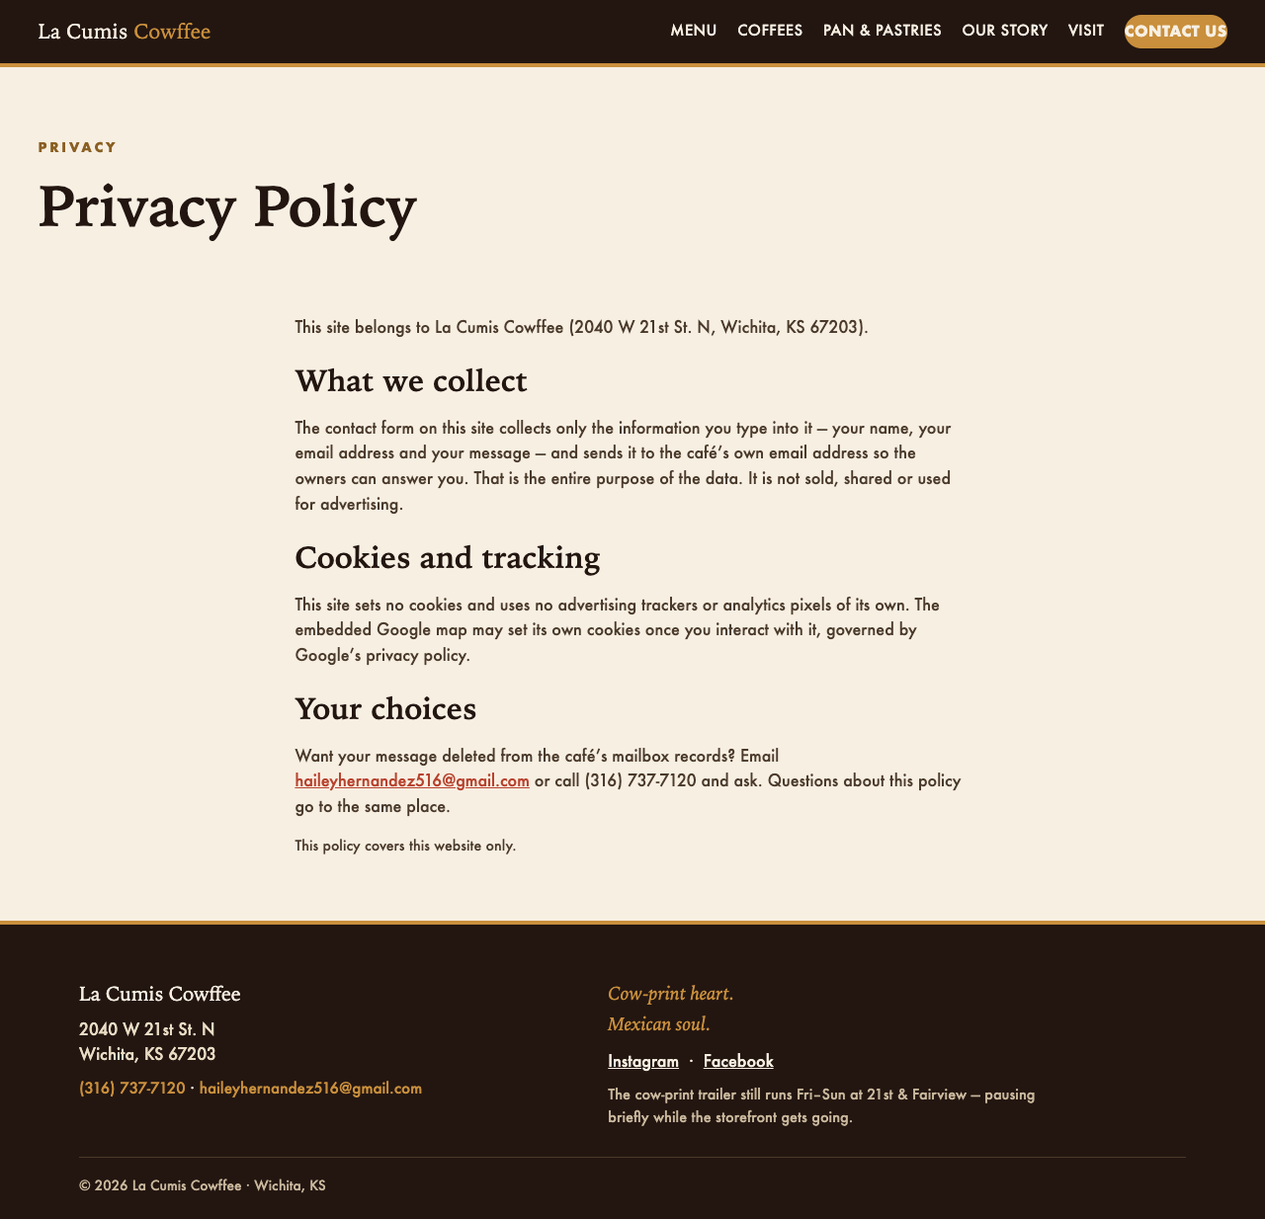 La Cumis Cowffee
MENU COFFEES PAN & PASTRIES OUR STORY VISIT CONTACT US
PRIVACY
Privacy Policy
This site belongs to La Cumis Cowffee (2040 W 21st St. N, Wichita, KS 67203).
What we collect
The contact form on this site collects only the information you type into it — your name, your
email address and your message — and sends it to the café’s own email address so the
owners can answer you. That is the entire purpose of the data. It is not sold, shared or used
for advertising.
Cookies and tracking
This site sets no cookies and uses no advertising trackers or analytics pixels of its own. The
embedded Google map may set its own cookies once you interact with it, governed by
Google’s privacy policy.
Your choices
Want your message deleted from the café’s mailbox records? Email
haileyhernandez516@gmail.com or call (316) 737-7120 and ask. Questions about this policy
go to the same place.
This policy covers this website only.
La Cumis Cowffee
2040 W 21st St. N
Wichita, KS 67203
(316) 737-7120 · haileyhernandez516@gmail.com
Cow-print heart.
Mexican soul.
Instagram · Facebook
The cow-print trailer still runs Fri–Sun at 21st & Fairview — pausing
briefly while the storefront gets going.
© 2026 La Cumis Cowffee · Wichita, KS